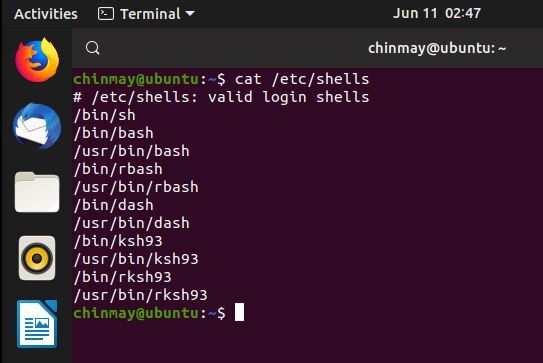 Activities Terminal Jun 11 02:47
chinmay@ubuntu: ~
chinmay@ubuntu:~$ cat /etc/shells
# /etc/shells: valid login shells
/bin/sh
/bin/bash
/usr/bin/bash
/bin/rbash
/usr/bin/rbash
/bin/dash
/usr/bin/dash
/bin/ksh93
/usr/bin/ksh93
/bin/rksh93
/usr/bin/rksh93
chinmay@ubuntu:~$